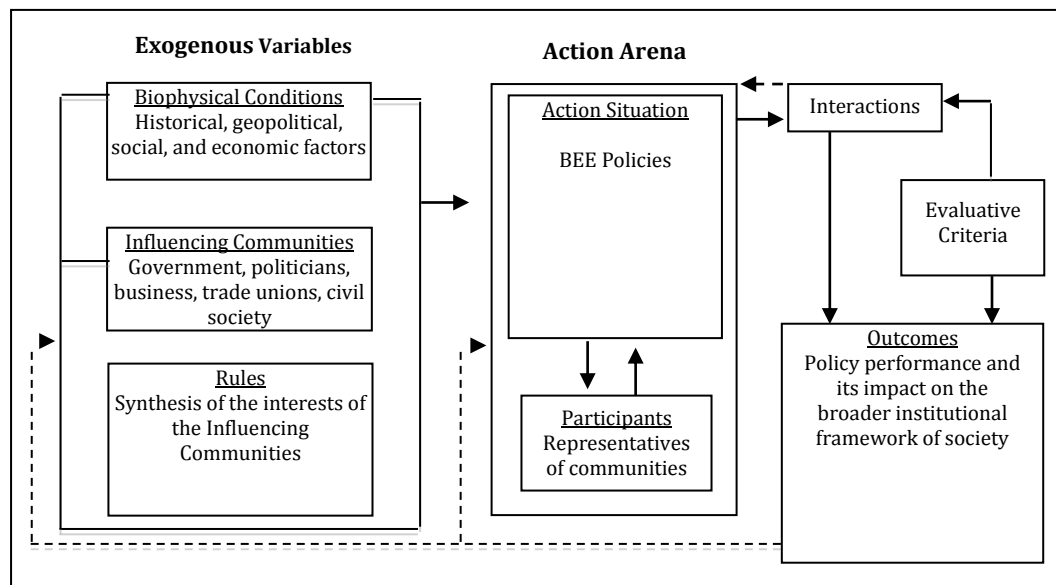 Exogenous Variables
Biophysical Conditions
Historical, geopolitical,
social, and economic factors
Influencing Communities
Government, politicians,
business, trade unions, civil
society
Rules
Synthesis of the interests of
the Influencing
Communities
Action Arena
Action Situation
BEE Policies
Participants
Representatives
of communities
Interactions
Evaluative
Criteria
Outcomes
Policy performance and
its impact on the
broader institutional
framework of society